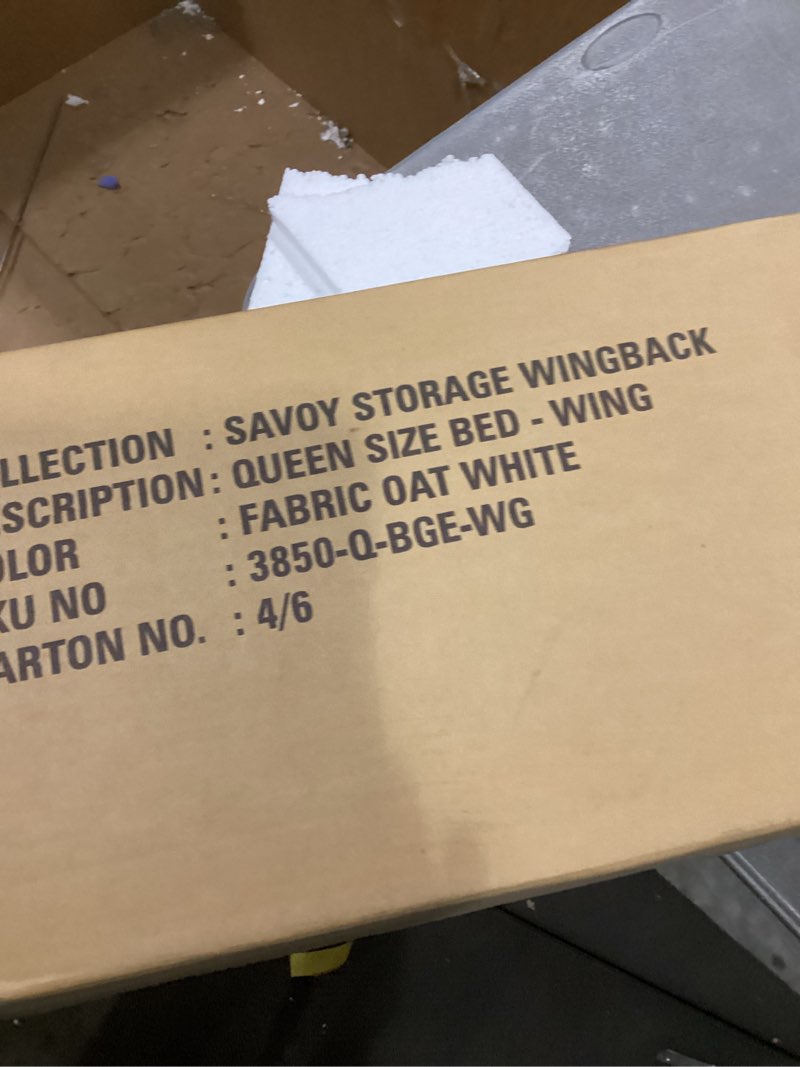 LLECTION : SAVOY STORAGE WINGBACK
SCRIPTION : QUEEN SIZE BED - WING
OLOR : FABRIC OAT WHITE
KU NO : 3850-Q-BGE-WG
ARTON NO. : 4/6